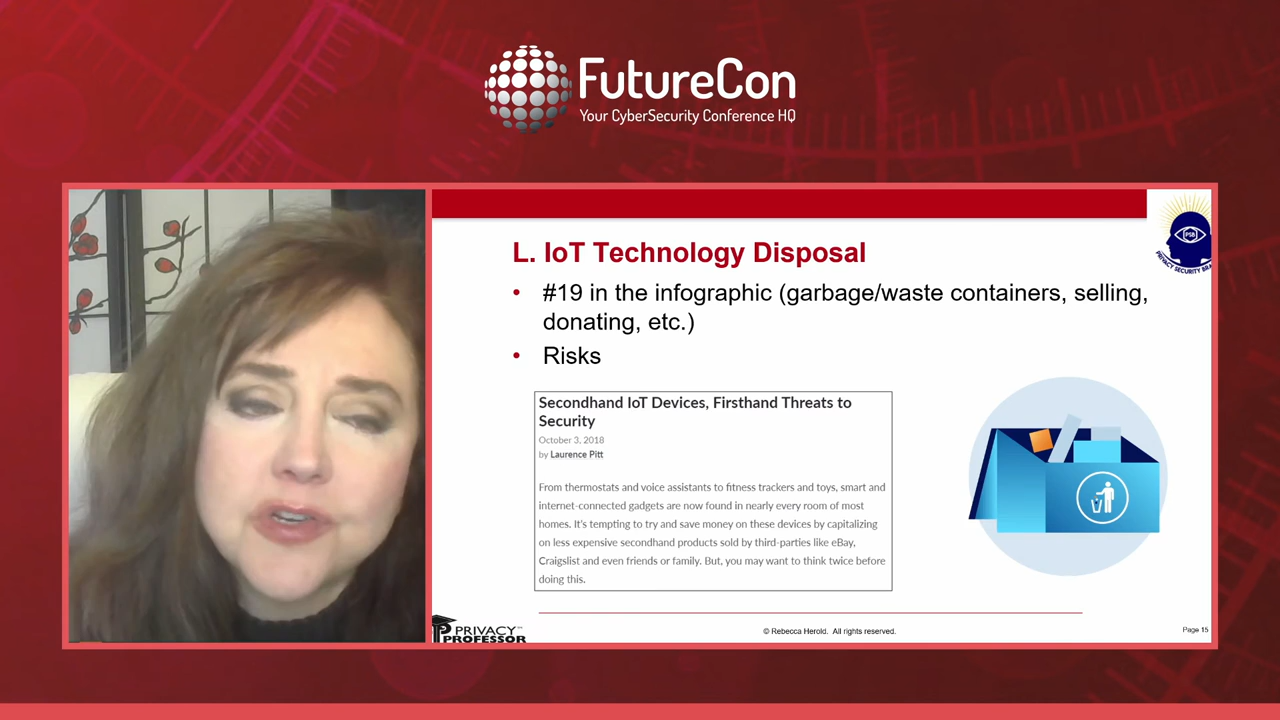 FutureCon
Your CyberSecurity Conference HQ
L. IoT Technology Disposal
• #19 in the infographic (garbage/waste containers, selling,
donating, etc.)
• Risks
Secondhand IoT Devices, Firsthand Threats to
Security
October 3, 2018
by Laurence Pitt
From thermostats and voice assistants to fitness trackers and toys, smart and
internet-connected gadgets are now found in nearly every room of most
homes. It's tempting to try and save money on these devices by capitalizing
on less expensive secondhand products sold by third-parties like eBay,
Craigslist and even friends or family. But, you may want to think twice before
doing this.
PSB
PRIVACY SECURITY BRA
PRIVACY SM
PROFESSOR
© Rebecca Herold. All rights reserved.
Page 15